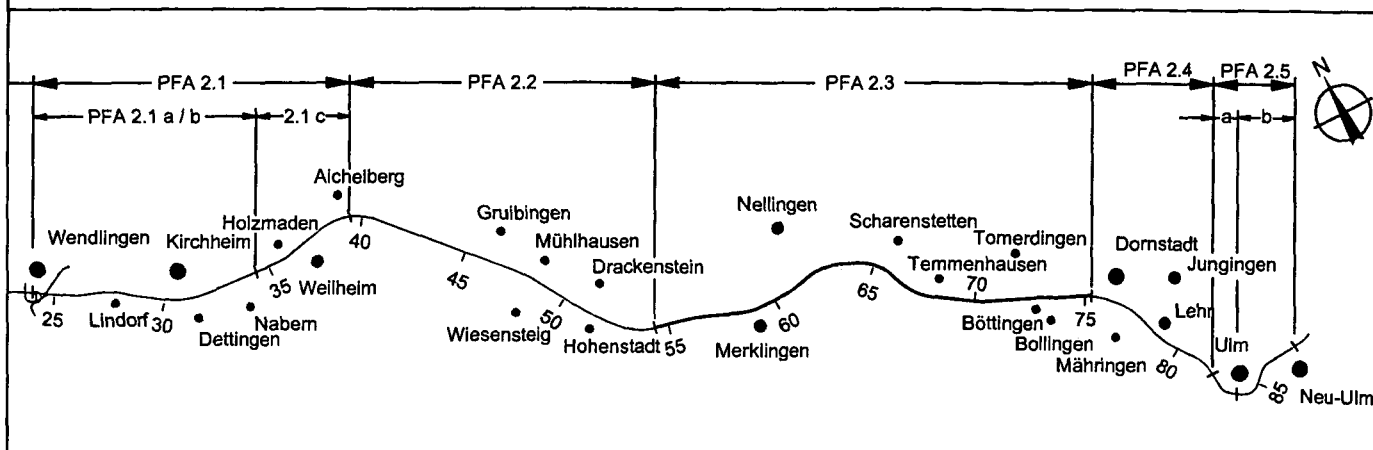 PFA 2.1
PFA 2.2
PFA 2.3
PFA 2.4
PFA 2.5
N
PFA 2.1 a / b
2.1 c
a
b
Aichelberg
Wendlingen
Kirchheim
Holzmaden
Weilheim
Lindorf
Dettingen
Nabern
25
30
35
40
Gruibingen
Mühlhausen
Drackenstein
Wiesensteig
Hohenstadt
45
50
55
Nellingen
Merklingen
60
Scharenstetten
Temmenhausen
Tomerdingen
65
70
75
Böttingen
Bollingen
Mähringen
Dornstadt
Jungingen
Lehr
Ulm
80
85
Neu-Ulm